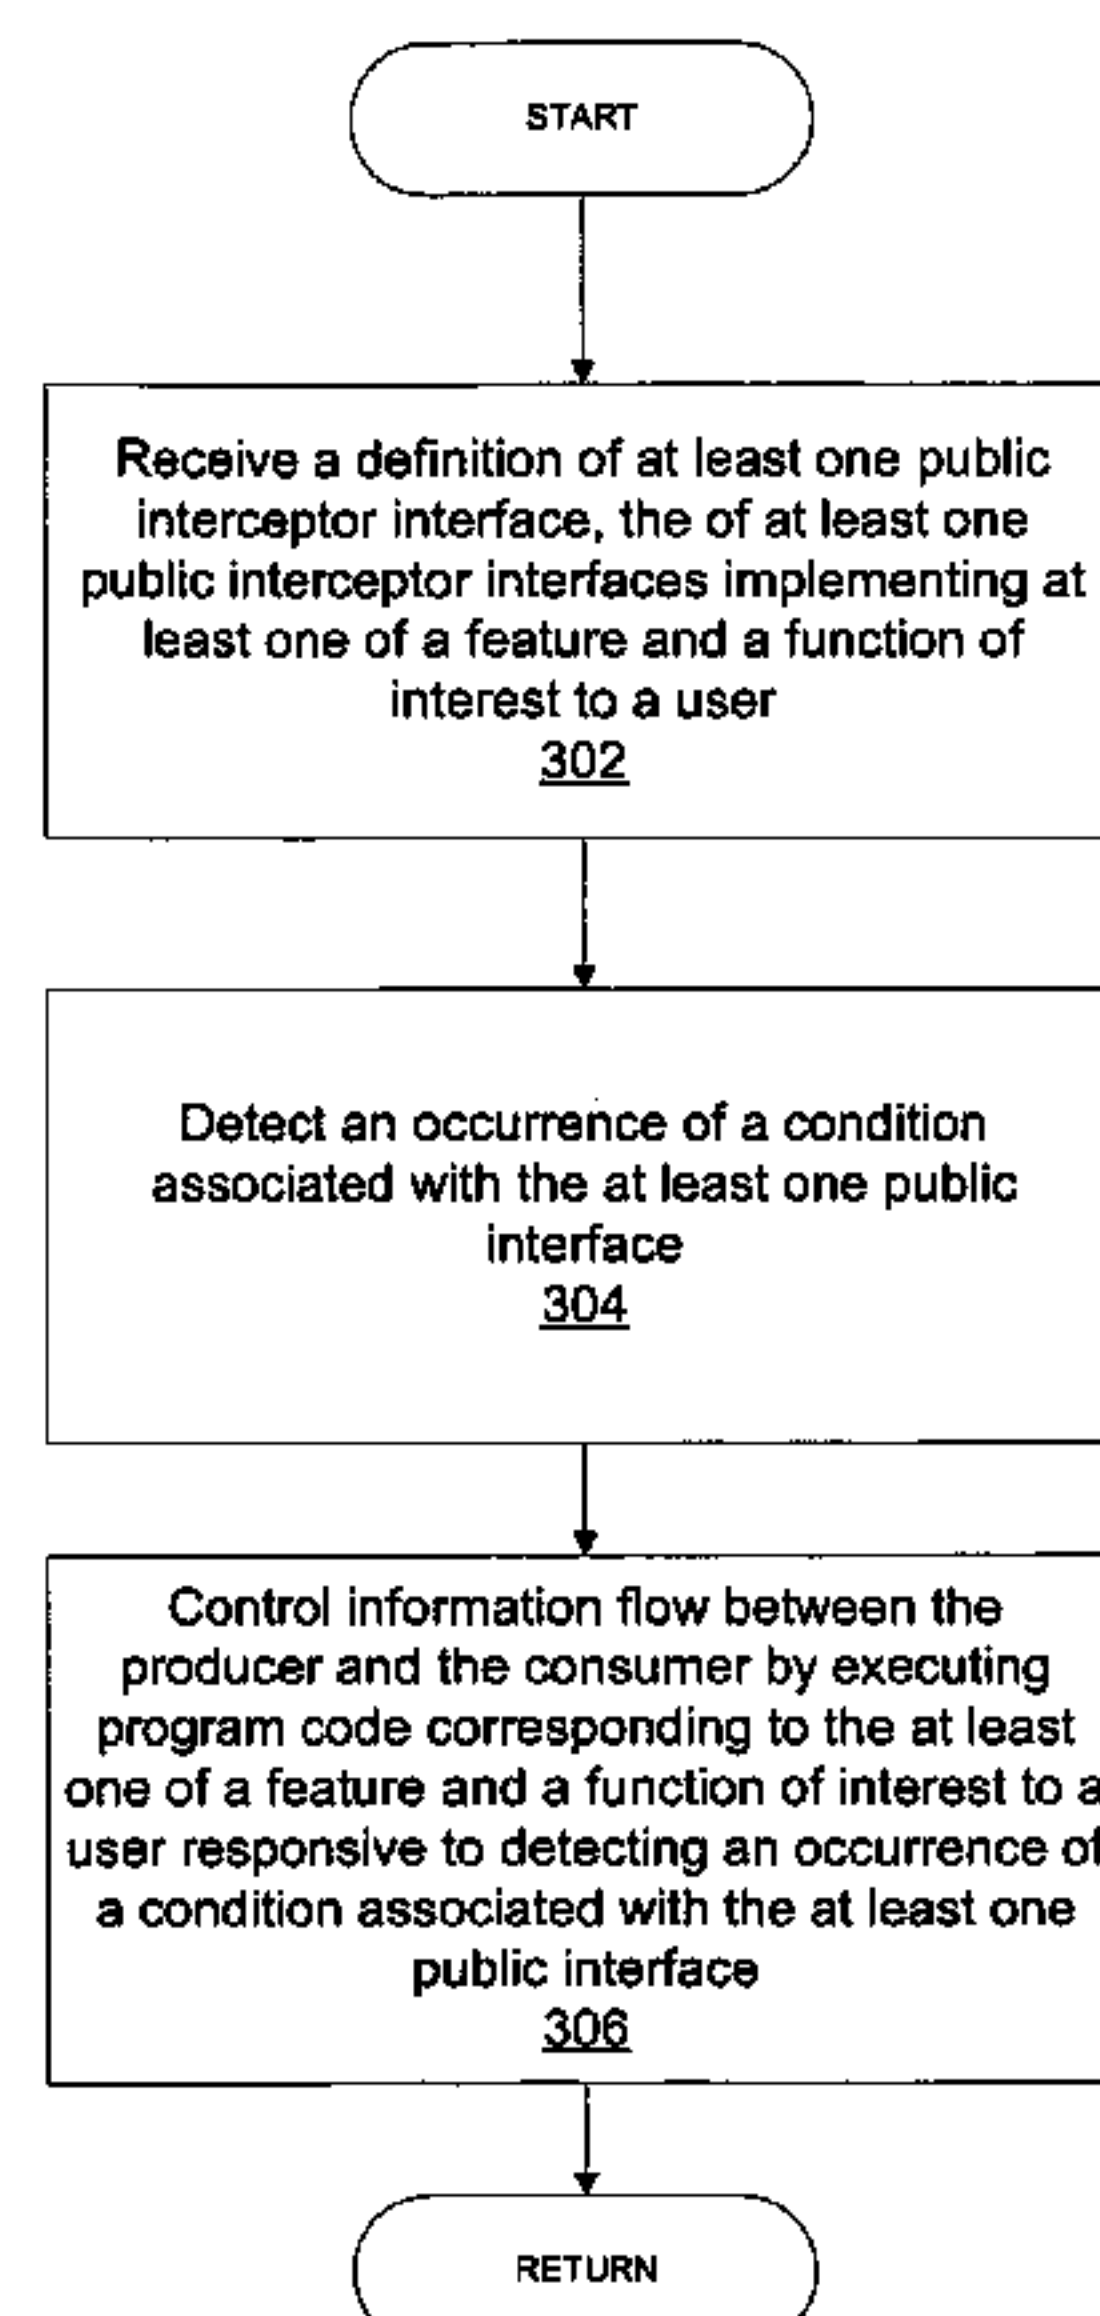 START
Receive a definition of at least one public
interceptor interface, the of at least one
public interceptor interfaces implementing at
least one of a feature and a function of
interest to a user
302
Detect an occurrence of a condition
associated with the at least one public
interface
304
Control information flow between the
producer and the consumer by executing
program code corresponding to the at least
one of a feature and a function of interest to a
user responsive to detecting an occurrence of
a condition associated with the at least one
public interface
306
RETURN